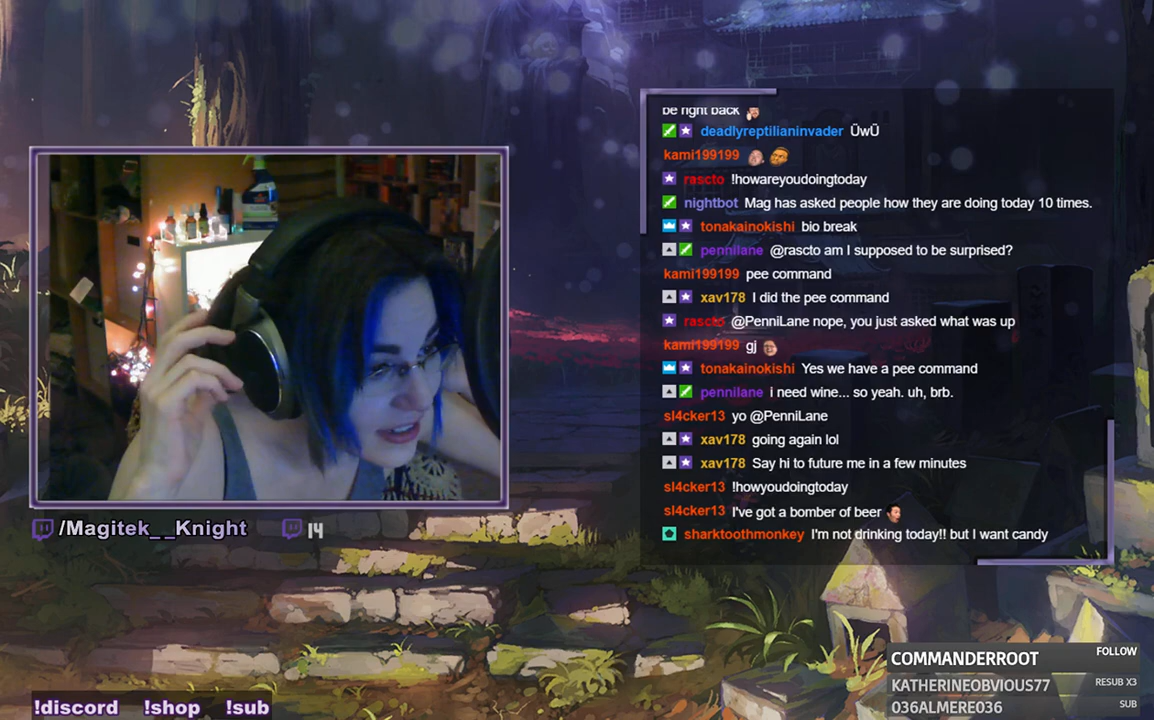 be right back
deadlyreptilianinvader ÜwÜ
kami199199
rascto !howareyoudoingtoday
nightbot Mag has asked people how they are doing today 10 times.
tonakainokishi bio break
pennilane @rascto am I supposed to be surprised?
kami199199 pee command
xav178 I did the pee command
rascto @PenniLane nope, you just asked what was up
kami199199 gj
tonakainokishi Yes we have a pee command
pennilane i need wine... so yeah. uh, brb.
sl4cker13 yo @PenniLane
xav178 going again lol
xav178 Say hi to future me in a few minutes
sl4cker13 !howyoudoingtoday
sl4cker13 I've got a bomber of beer
sharktoothmonkey I'm not drinking today!! but I want candy
/Magitek__Knight 14
COMMANDERROOT FOLLOW
KATHERINEOBVIOUS77 RESUB X3
036ALMERE036 SUB
!discord !shop !sub